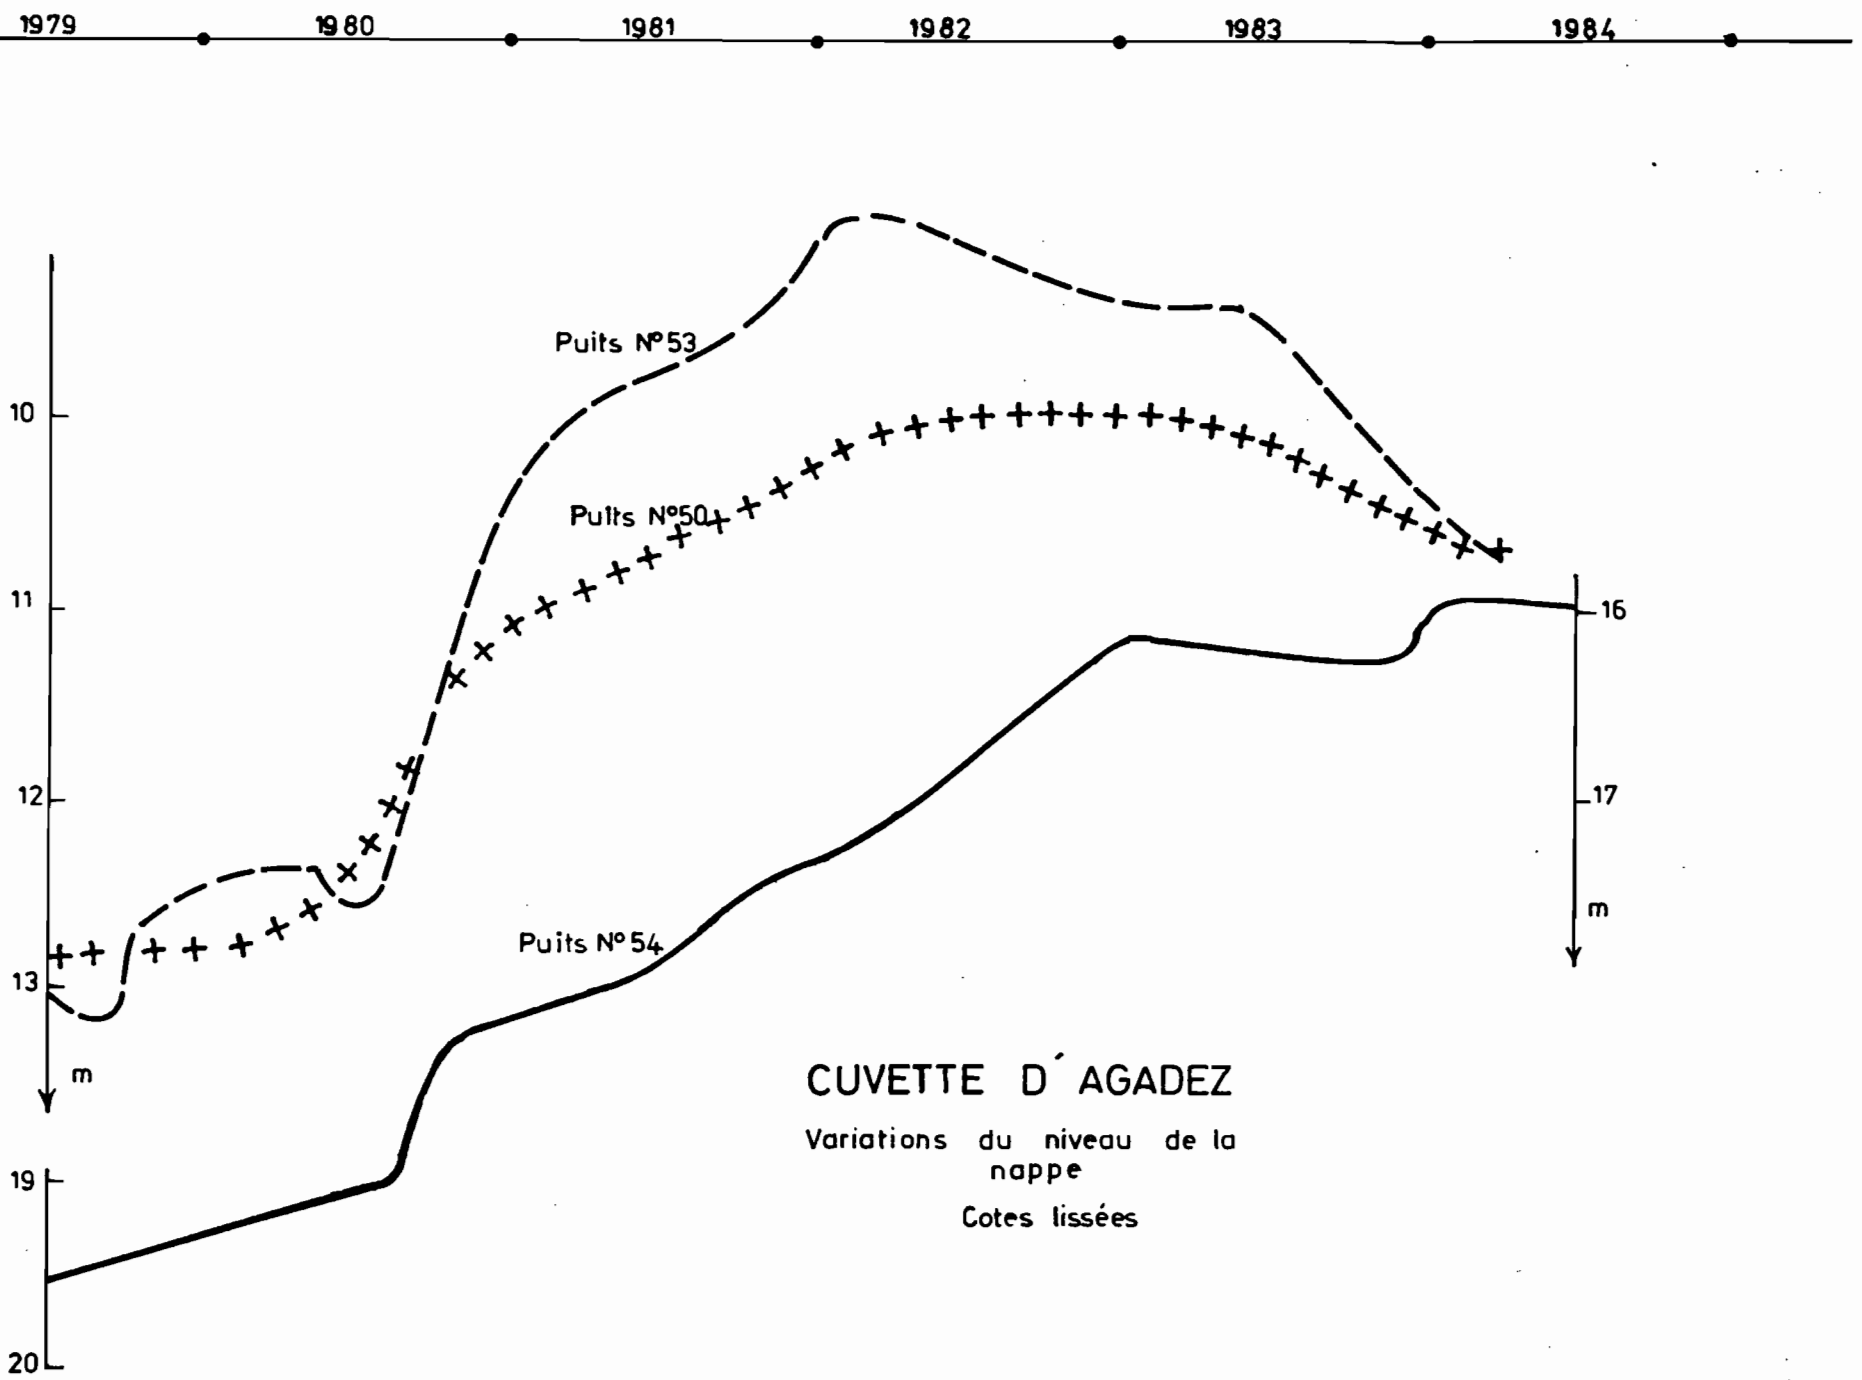 1979 1980 1981 1982 1983 1984
Puits N°53
10
Puits N°50
11
16
12
17
m
Puits N°54
13
m
CUVETTE D'AGADEZ
Variations du niveau de la
nappe
19
Cotes lissées
20